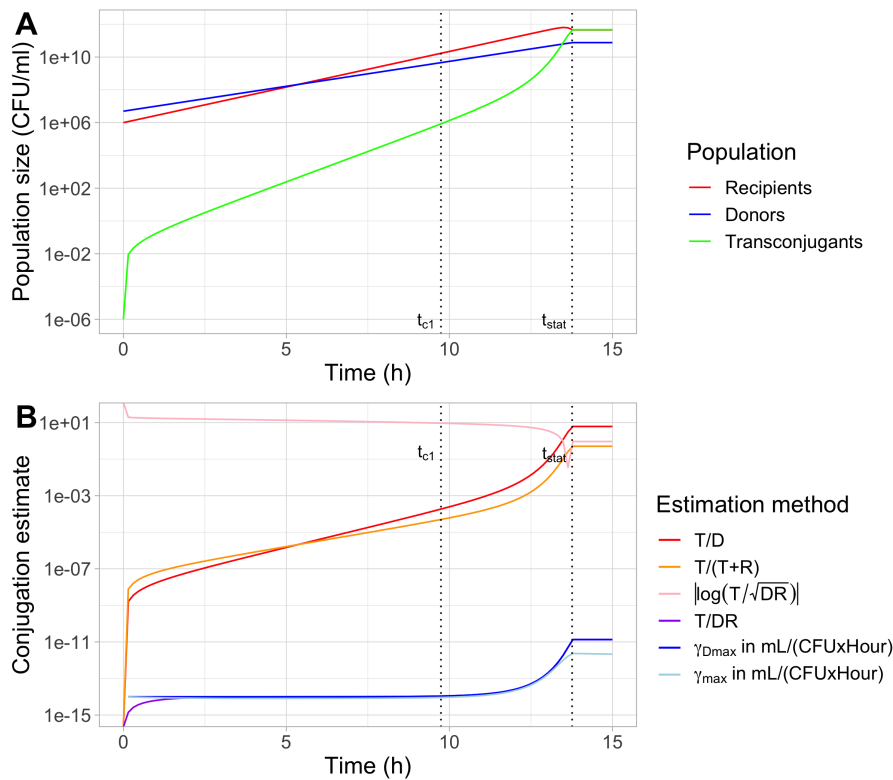 A
Population size (CFU/ml)
1e+10
1e+06
1e+02
1e-02
1e-06
t_c1
t_stat
0
5
10
15
Time (h)
Population
Recipients
Donors
Transconjugants
B
Conjugation estimate
1e+01
1e-03
1e-07
1e-11
1e-15
t_c1
t_stat
0
5
10
15
Time (h)
Estimation method
T/D
T/(T+R)
|log(T/√DR)|
T/DR
γ_Dmax in mL/(CFUxHour)
γ_max in mL/(CFUxHour)